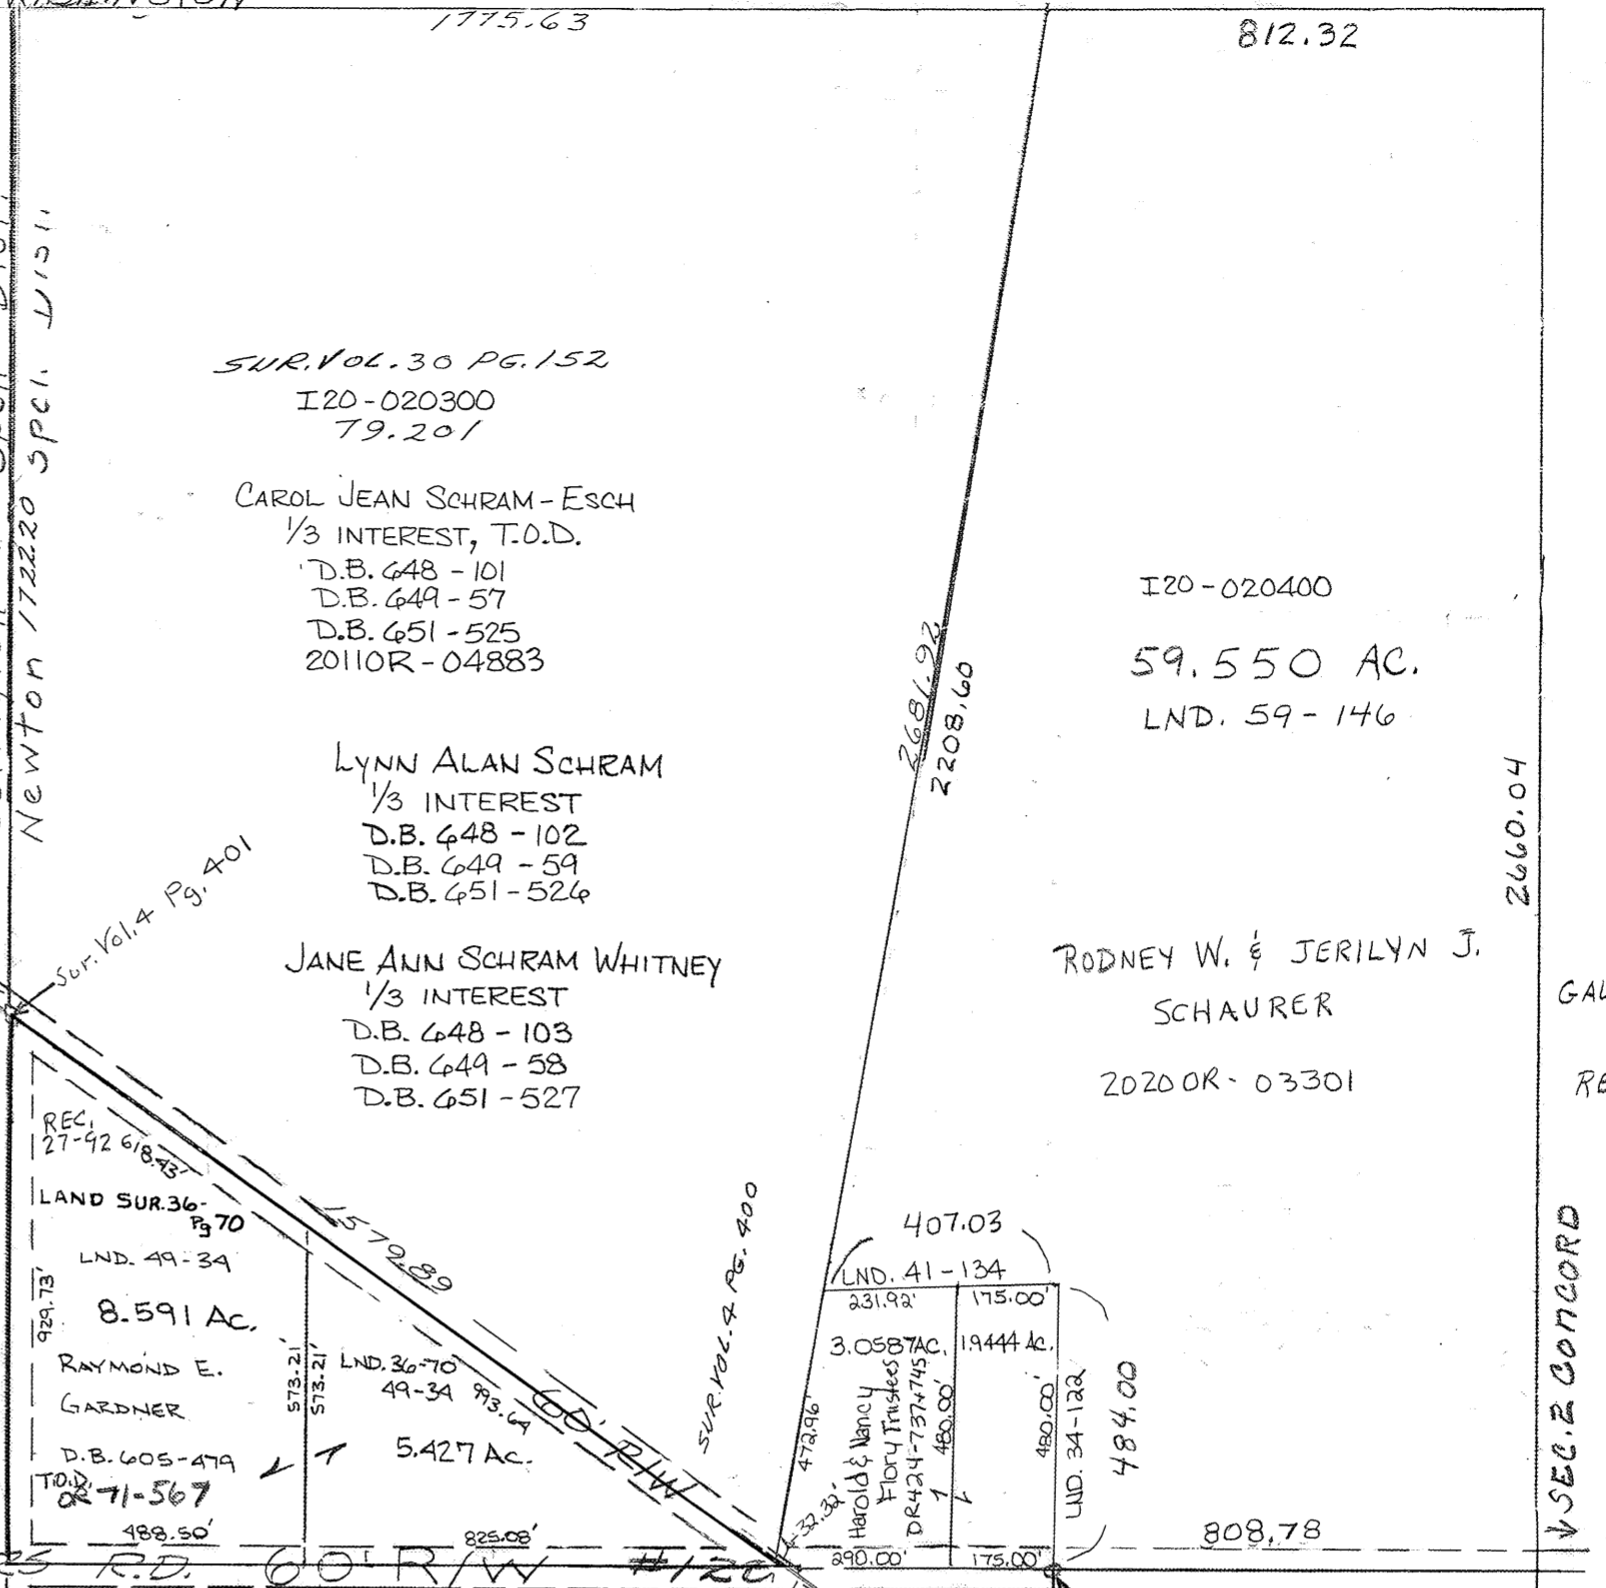 1775.63
812.32
Newton 172220 Spcl. Dist.
SUR. VOL. 30 PG. 152
I20-020300
79.201
CAROL JEAN SCHRAM-ESCH
1/3 INTEREST, T.O.D.
D.B. 648-101
D.B. 649-57
D.B. 651-525
2011OR-04883
LYNN ALAN SCHRAM
1/3 INTEREST
D.B. 648-102
D.B. 649-59
D.B. 651-526
JANE ANN SCHRAM WHITNEY
1/3 INTEREST
D.B. 648-103
D.B. 649-58
D.B. 651-527
2681.92
2208.60
I20-020400
59.550 AC.
LND. 59-146
2660.04
RODNEY W. & JERILYN J.
SCHAURER
2020OR-03301
GAL
RE
Sur. Vol. 4 Pg. 401
REC.
27-92
618.43'
LAND SUR. 36-
Pg 70
LND. 49-34
8.591 AC.
929.73'
RAYMOND E.
GARDNER
D.B. 605-479
T.O.D.
OR 71-567
488.50'
573.21'
573.21'
1579.89
LND. 36-70
49-34
993.64
5.427 AC.
825.08'
60' R/W
SUR. VOL. 4 PG. 400
407.03
LND. 41-134
231.92'
175.00'
3.0587 AC.
1.9444 AC.
472.96'
Harold & Nancy
Flory Trustees
DR424-737+745
480.00'
480.00'
LND. 34-122
484.00
32.32'
290.00'
175.00'
808.78
SEC. 2 CONCORD
RD. 60' R/W